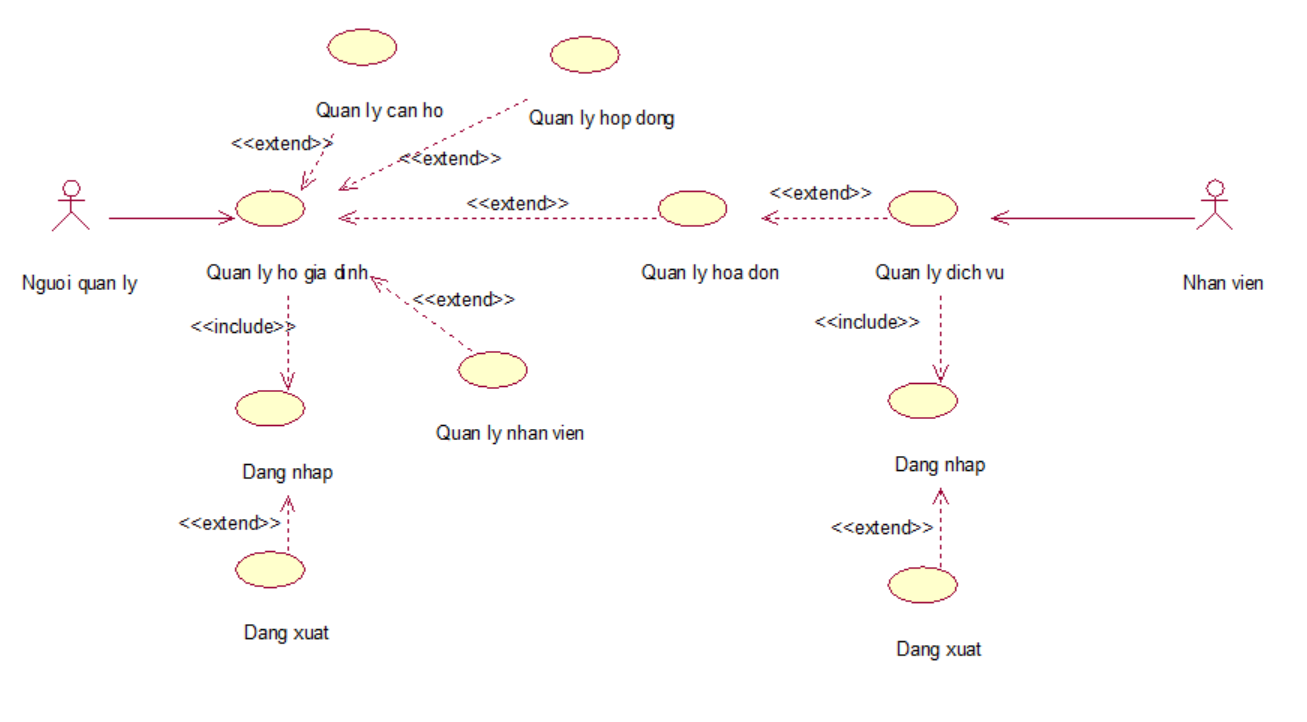 Quan ly can ho
Quan ly hop dong
<<extend>>
<<extend>>
<<extend>>
<<extend>>
Nguoi quan ly
Quan ly ho gia dinh
Quan ly hoa don
Quan ly dich vu
Nhan vien
<<extend>>
<<include>>
<<include>>
Quan ly nhan vien
Dang nhap
Dang nhap
<<extend>>
<<extend>>
Dang xuat
Dang xuat